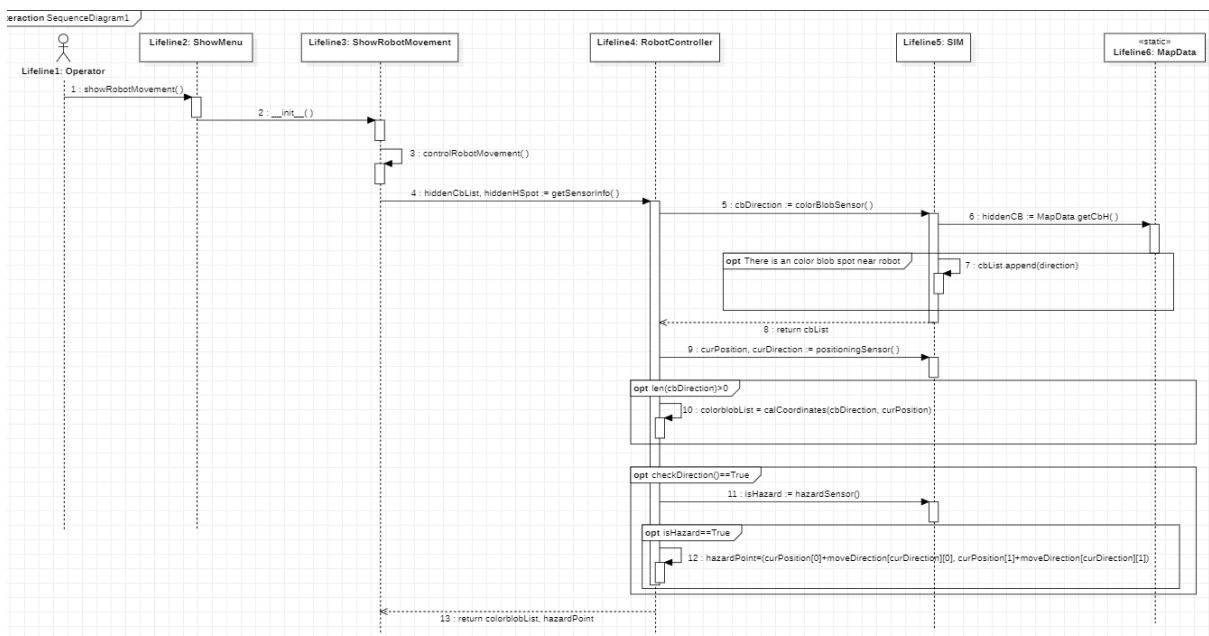 eraction SequenceDiagram1
Lifeline1: Operator
Lifeline2: ShowMenu
Lifeline3: ShowRobotMovement
Lifeline4: RobotController
Lifeline5: SIM
«static»
Lifeline6: MapData
1 : showRobotMovement( )
2 : __init__( )
3 : controlRobotMovement( )
4 : hiddenCbList, hiddenHSpot := getSensorInfo( )
5 : cbDirection := colorBlobSensor( )
6 : hiddenCB := MapData.getCbH( )
opt There is an color blob spot near robot
7 : cbList.append(direction)
8 : return cbList
9 : curPosition, curDirection := positioningSensor( )
opt len(cbDirection)>0
10 : colorblobList = calCoordinates(cbDirection, curPosition)
opt checkDirection()==True
11 : isHazard := hazardSensor()
opt isHazard==True
12 : hazardPoint=(curPosition[0]+moveDirection[curDirection][0], curPosition[1]+moveDirection[curDirection][1])
13 : return colorblobList, hazardPoint